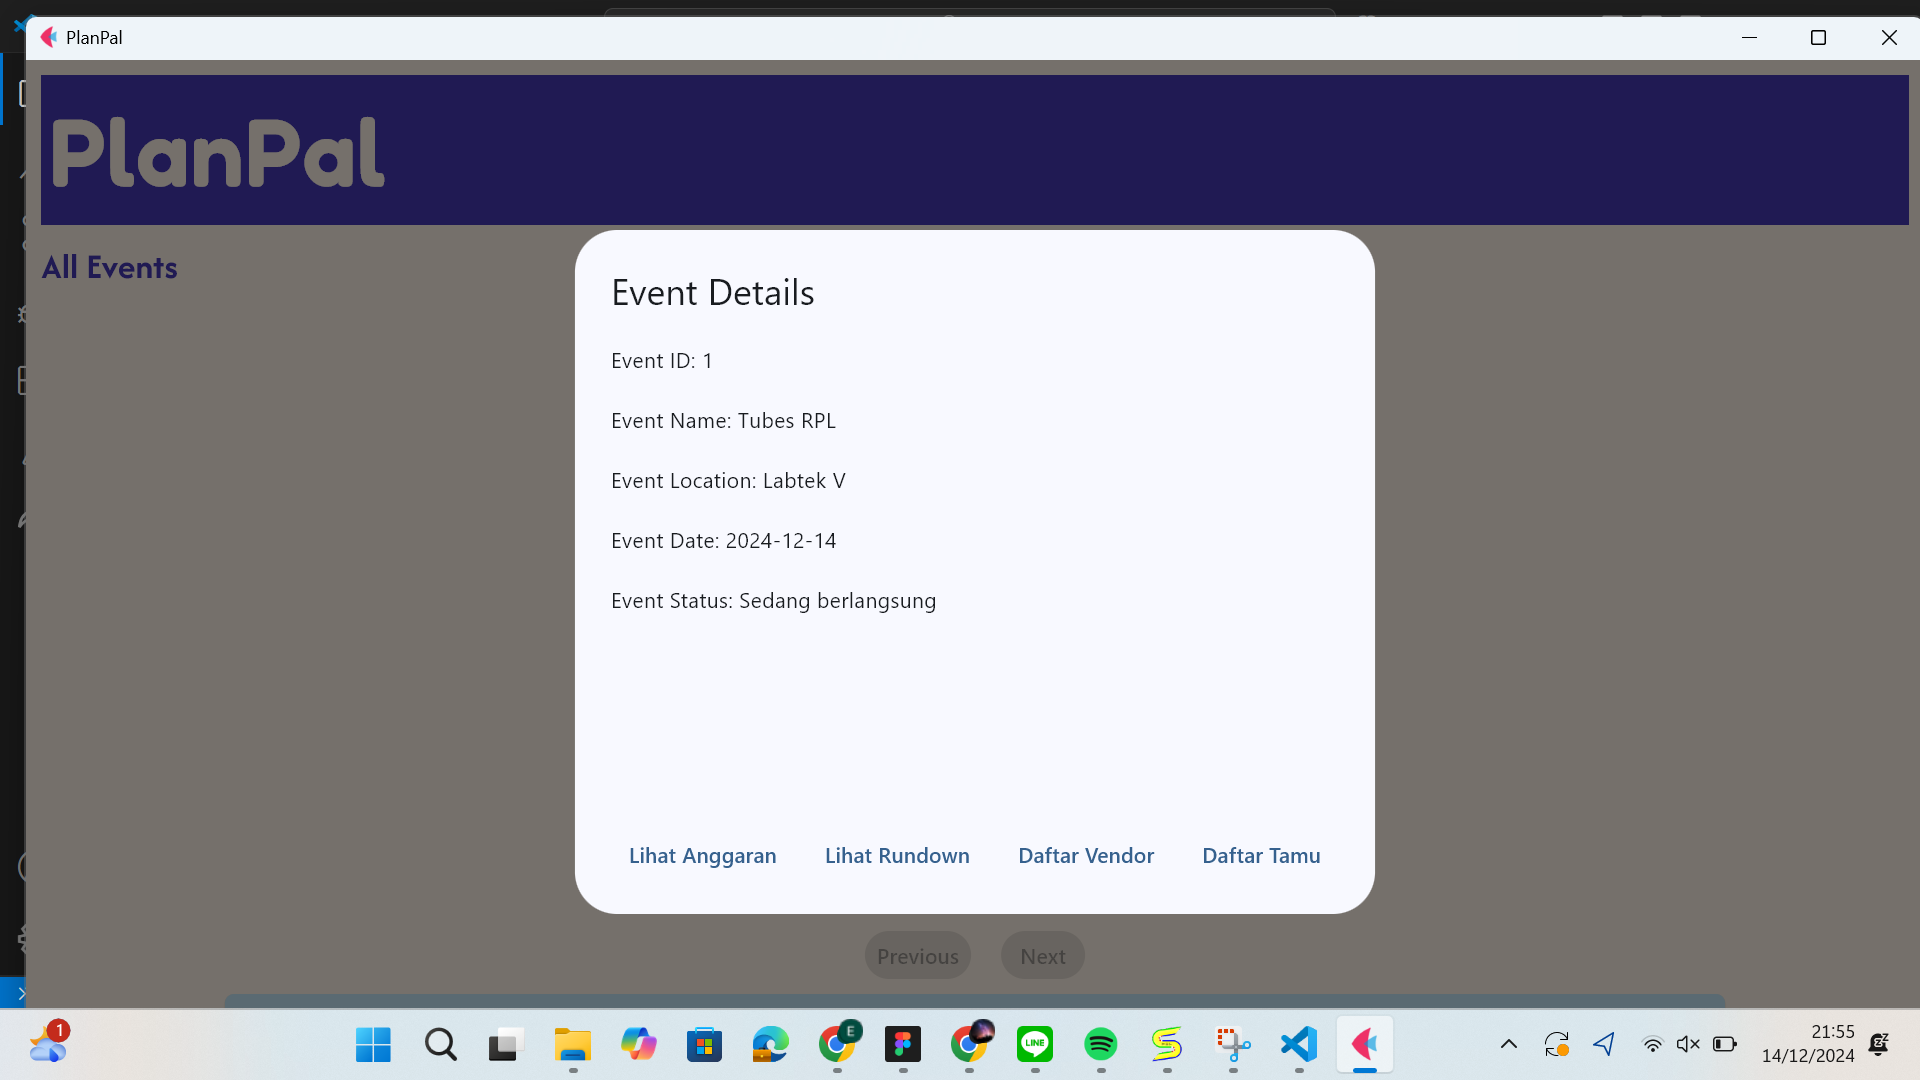 PlanPal
PlanPal
All Events
Event Details
Event ID: 1
Event Name: Tubes RPL
Event Location: Labtek V
Event Date: 2024-12-14
Event Status: Sedang berlangsung
Lihat Anggaran
Lihat Rundown
Daftar Vendor
Daftar Tamu
Previous
Next
1
E
LINE
21:55
14/12/2024